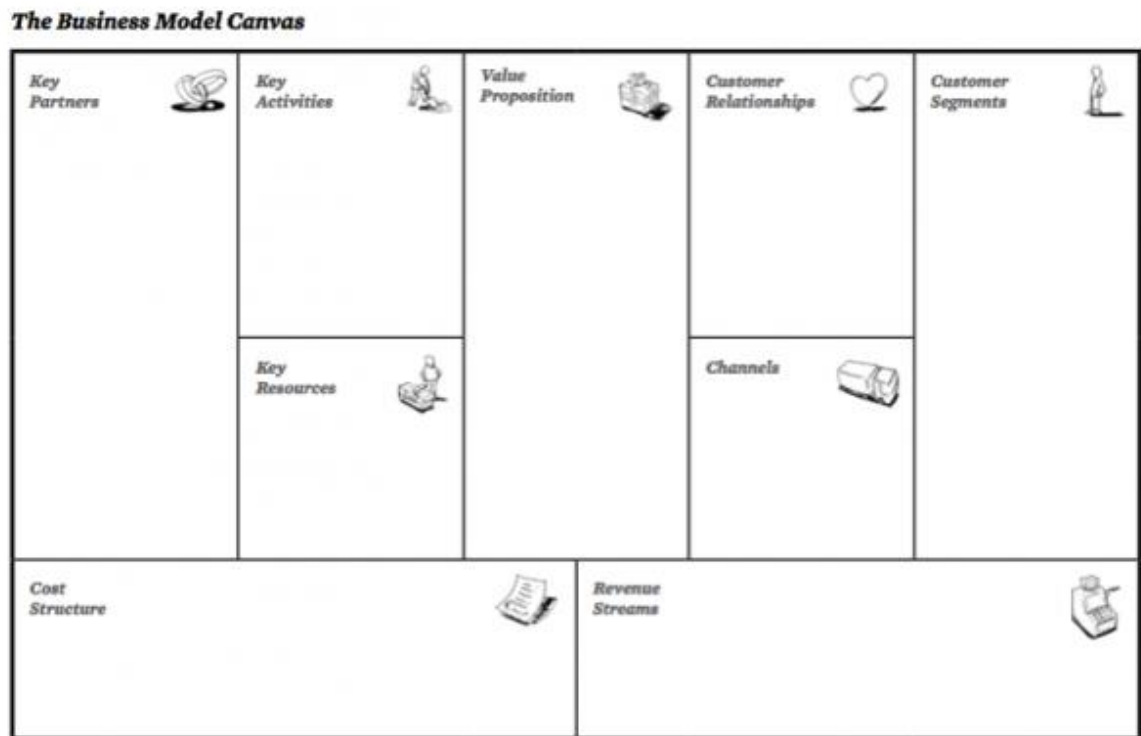 The Business Model Canvas
Key
Partners
Key
Activities
Value
Proposition
Customer
Relationships
Customer
Segments
Key
Resources
Channels
Cost
Structure
Revenue
Streams